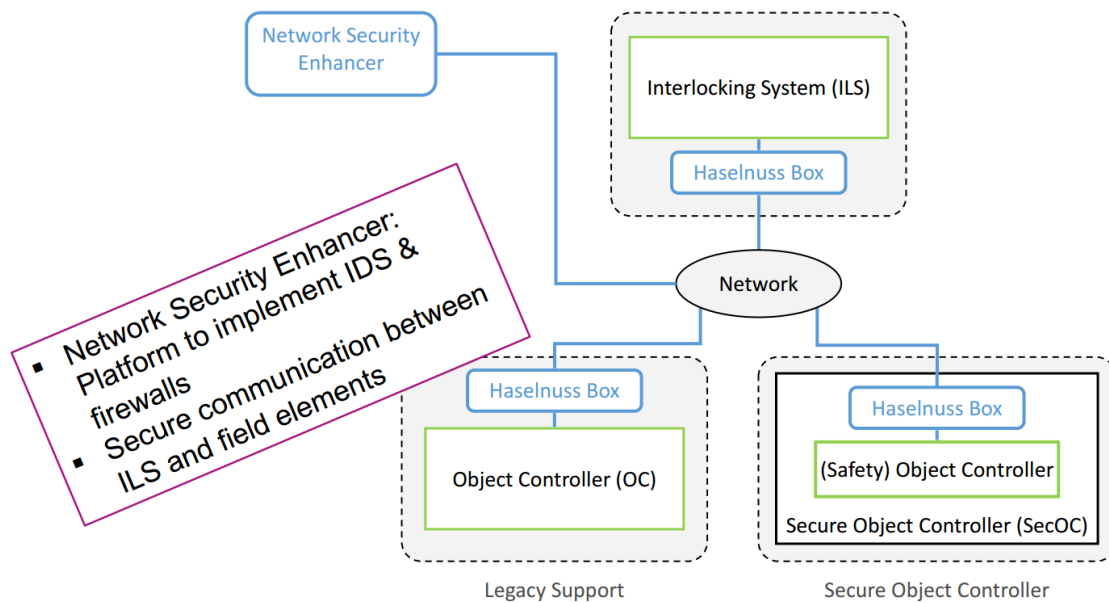 Network Security
Enhancer
Interlocking System (ILS)
Haselnuss Box
▪ Network Security Enhancer:
Platform to implement IDS &
firewalls
▪ Secure communication between
ILS and field elements
Network
Haselnuss Box
Object Controller (OC)
Haselnuss Box
(Safety) Object Controller
Secure Object Controller (SecOC)
Legacy Support
Secure Object Controller